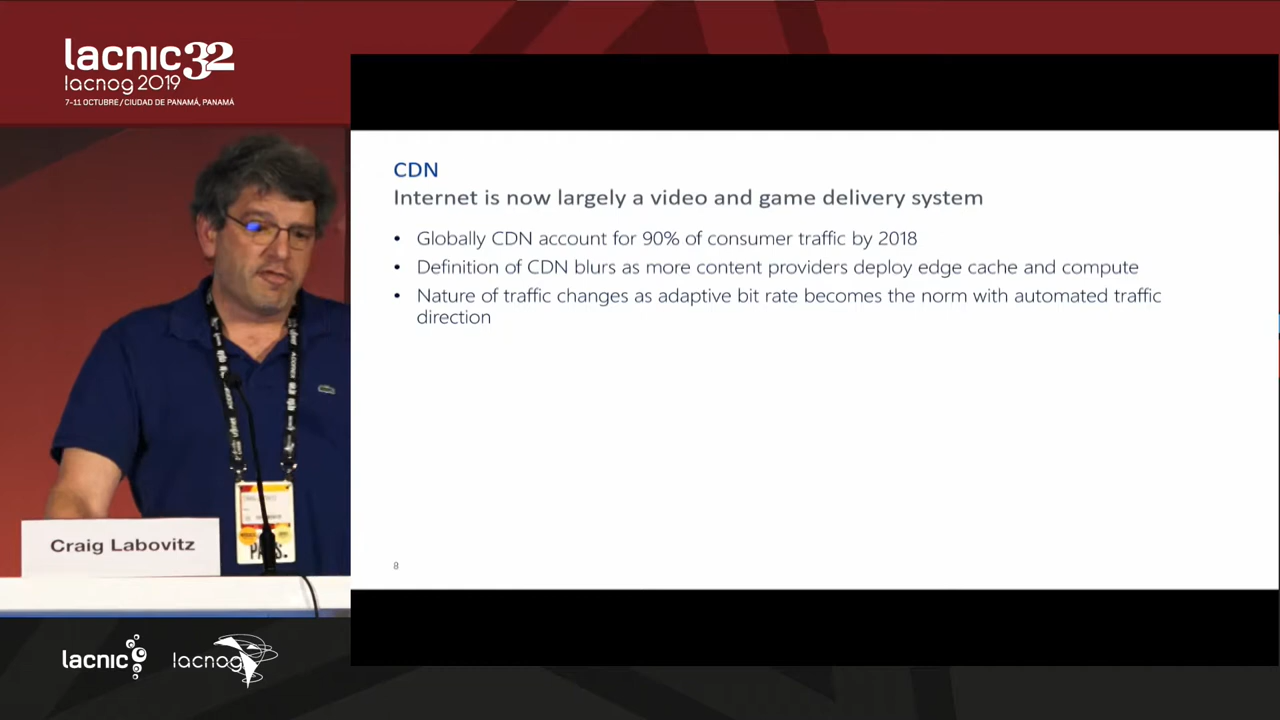 lacnic32
lacnog 2019
7-11 OCTUBRE / CIUDAD DE PANAMÁ, PANAMÁ
CDN
Internet is now largely a video and game delivery system
• Globally CDN account for 90% of consumer traffic by 2018
• Definition of CDN blurs as more content providers deploy edge cache and compute
• Nature of traffic changes as adaptive bit rate becomes the norm with automated traffic
direction
Craig Labovitz
8
lacnic
lacnog